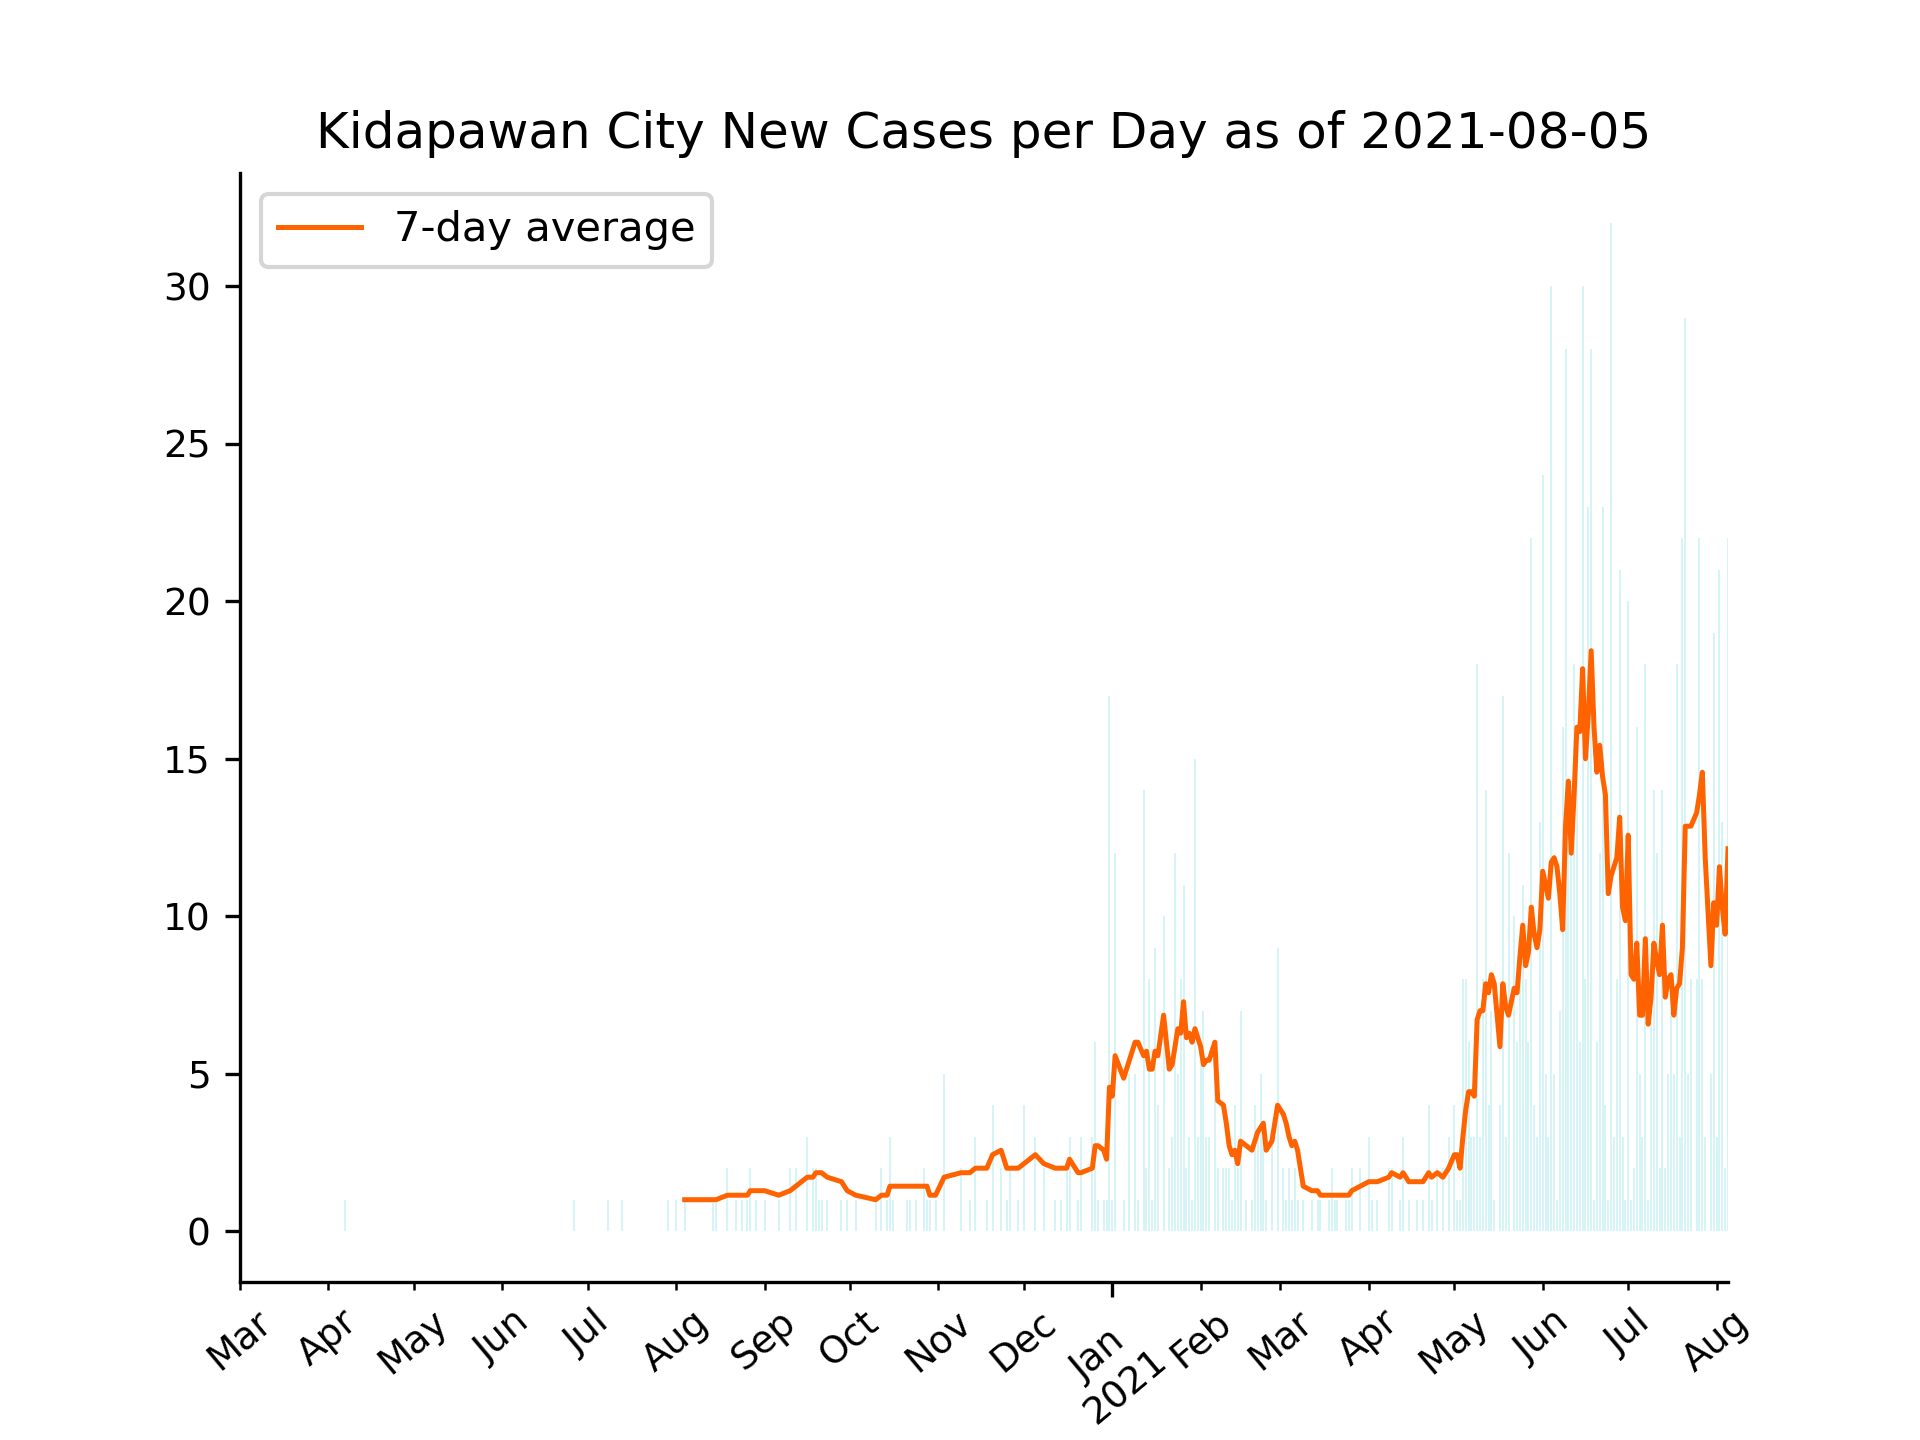 Kidapawan City New Cases per Day as of 2021-08-05
7-day average
30
25
20
15
10
5
0
Mar Apr May Jun Jul Aug Sep Oct Nov Dec Jan Feb Mar Apr May Jun Jul Aug
2021